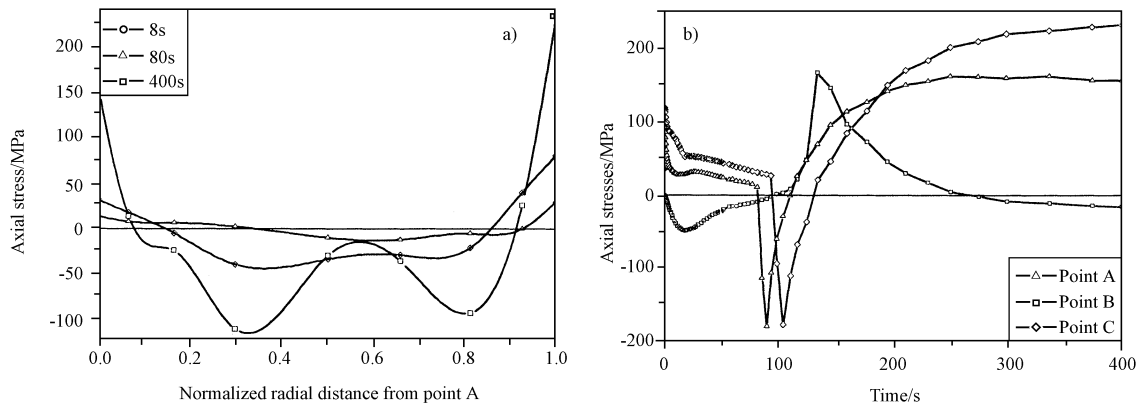 a)
8s
80s
400s
200
150
100
50
0
-50
-100
Axial stress/MPa
0.0 0.2 0.4 0.6 0.8 1.0
Normalized radial distance from point A
b)
200
100
0
-100
-200
Axial stresses/MPa
Point A
Point B
Point C
0 100 200 300 400
Time/s